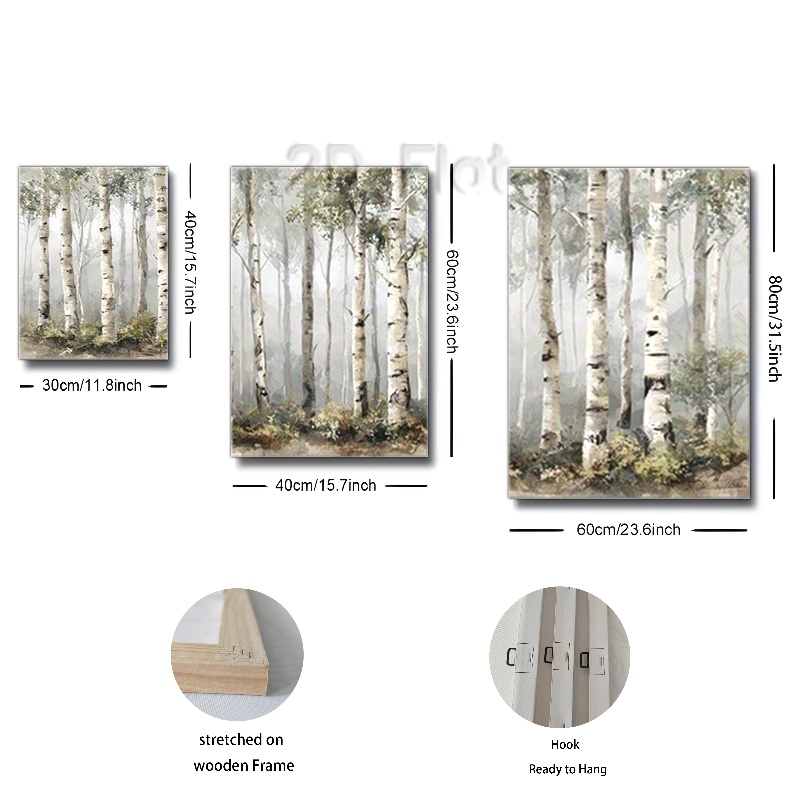 2D Flat
40cm/15.7inch
30cm/11.8inch
60cm/23.6inch
40cm/15.7inch
80cm/31.5inch
60cm/23.6inch
stretched on
wooden Frame
Hook
Ready to Hang